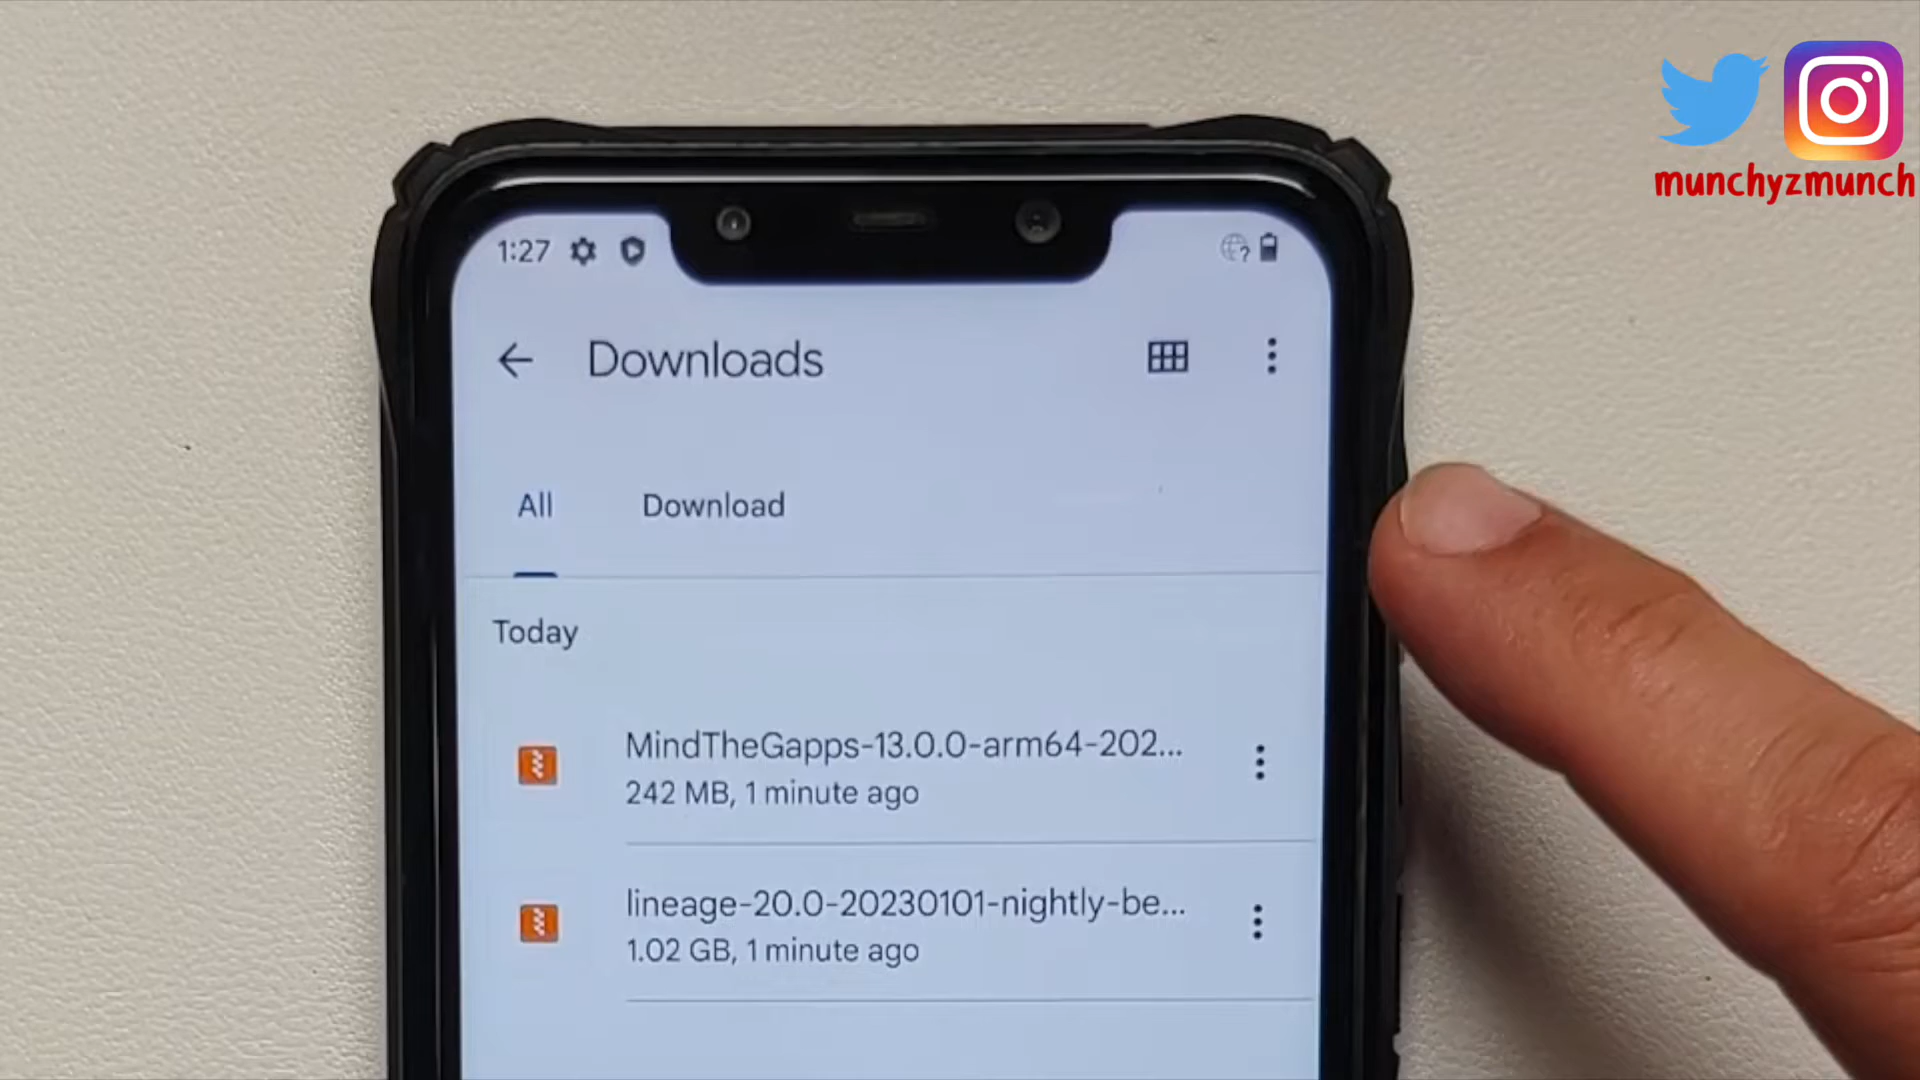 munchyzmunch
1:27
Downloads
All
Download
Today
MindTheGapps-13.0.0-arm64-202...
242 MB, 1 minute ago
lineage-20.0-20230101-nightly-be...
1.02 GB, 1 minute ago